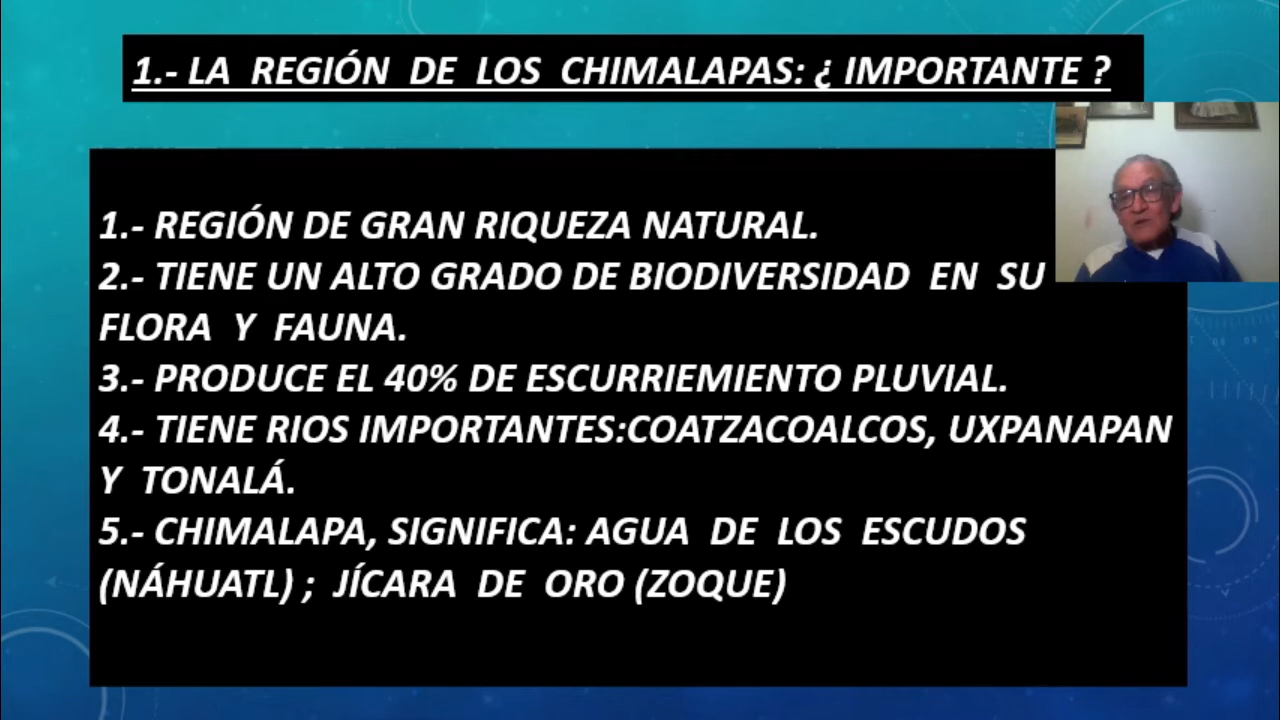 1.- LA REGIÓN DE LOS CHIMALAPAS: ¿ IMPORTANTE ?
1.- REGIÓN DE GRAN RIQUEZA NATURAL.
2.- TIENE UN ALTO GRADO DE BIODIVERSIDAD EN SU
FLORA Y FAUNA.
3.- PRODUCE EL 40% DE ESCURRIEMIENTO PLUVIAL.
4.- TIENE RIOS IMPORTANTES:COATZACOALCOS, UXPANAPAN
Y TONALÁ.
5.- CHIMALAPA, SIGNIFICA: AGUA DE LOS ESCUDOS
(NÁHUATL) ; JÍCARA DE ORO (ZOQUE)